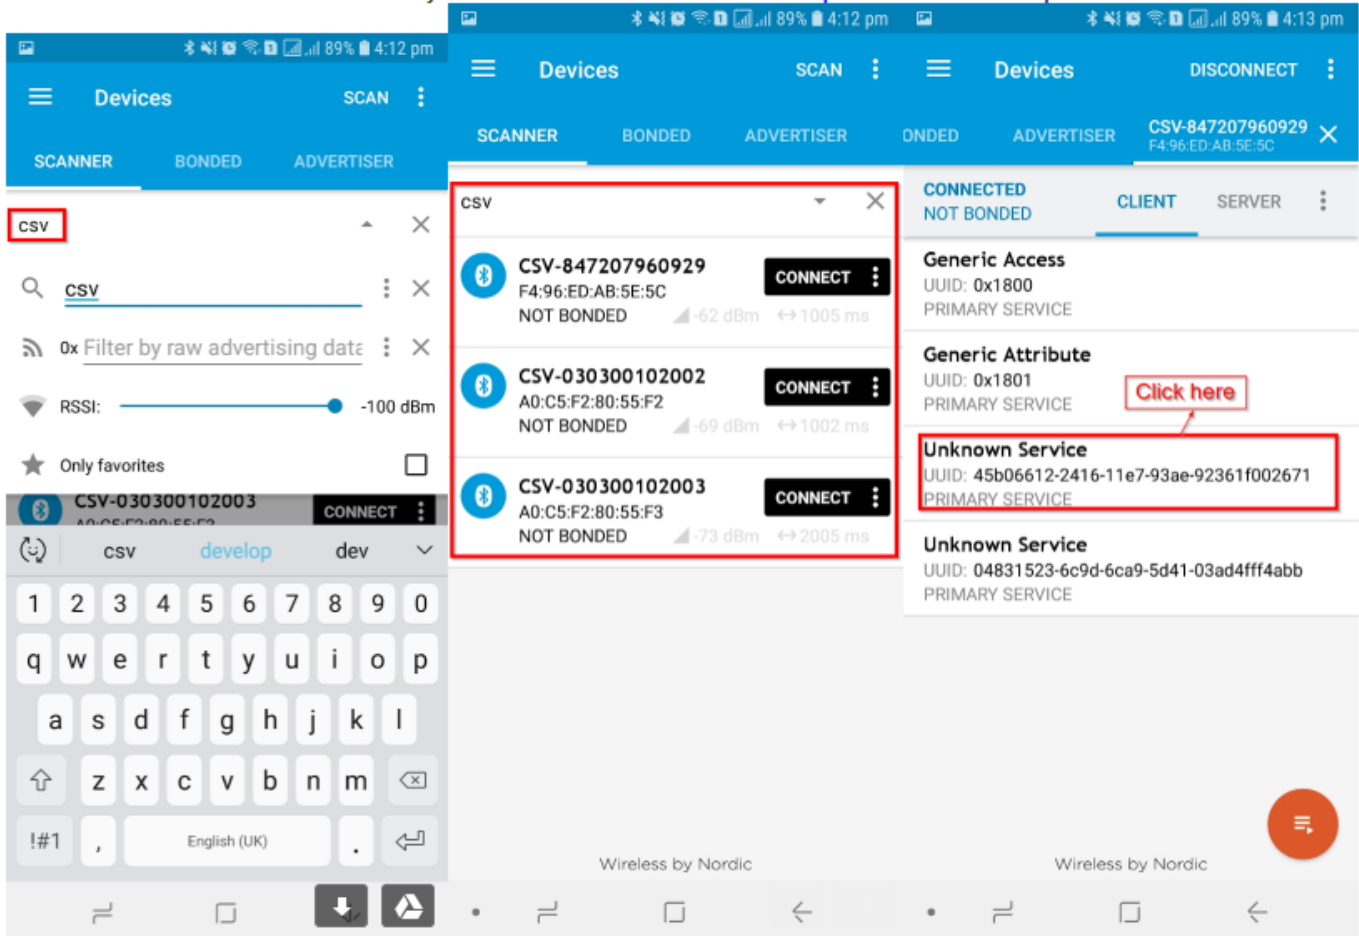 89% 4:12 pm
Devices
SCAN
SCANNER
BONDED
ADVERTISER
csv
csv
0x Filter by raw advertising data
RSSI:
-100 dBm
Only favorites
CSV-030300102003
CONNECT
csv
develop
dev
1 2 3 4 5 6 7 8 9 0
q w e r t y u i o p
a s d f g h j k l
z x c v b n m
!#1 , English (UK) .
89% 4:12 pm
Devices
SCAN
SCANNER
BONDED
ADVERTISER
csv
CSV-847207960929
CONNECT
F4:96:ED:AB:5E:5C
NOT BONDED
-62 dBm
1005 ms
CSV-030300102002
CONNECT
A0:C5:F2:80:55:F2
NOT BONDED
-69 dBm
1002 ms
CSV-030300102003
CONNECT
A0:C5:F2:80:55:F3
NOT BONDED
-73 dBm
2005 ms
Wireless by Nordic
89% 4:13 pm
Devices
DISCONNECT
ONDED
ADVERTISER
CSV-847207960929
F4:96:ED:AB:5E:5C
CONNECTED
NOT BONDED
CLIENT
SERVER
Generic Access
UUID: 0x1800
PRIMARY SERVICE
Generic Attribute
UUID: 0x1801
PRIMARY SERVICE
Click here
Unknown Service
UUID: 45b06612-2416-11e7-93ae-92361f002671
PRIMARY SERVICE
Unknown Service
UUID: 04831523-6c9d-6ca9-5d41-03ad4fff4abb
PRIMARY SERVICE
Wireless by Nordic